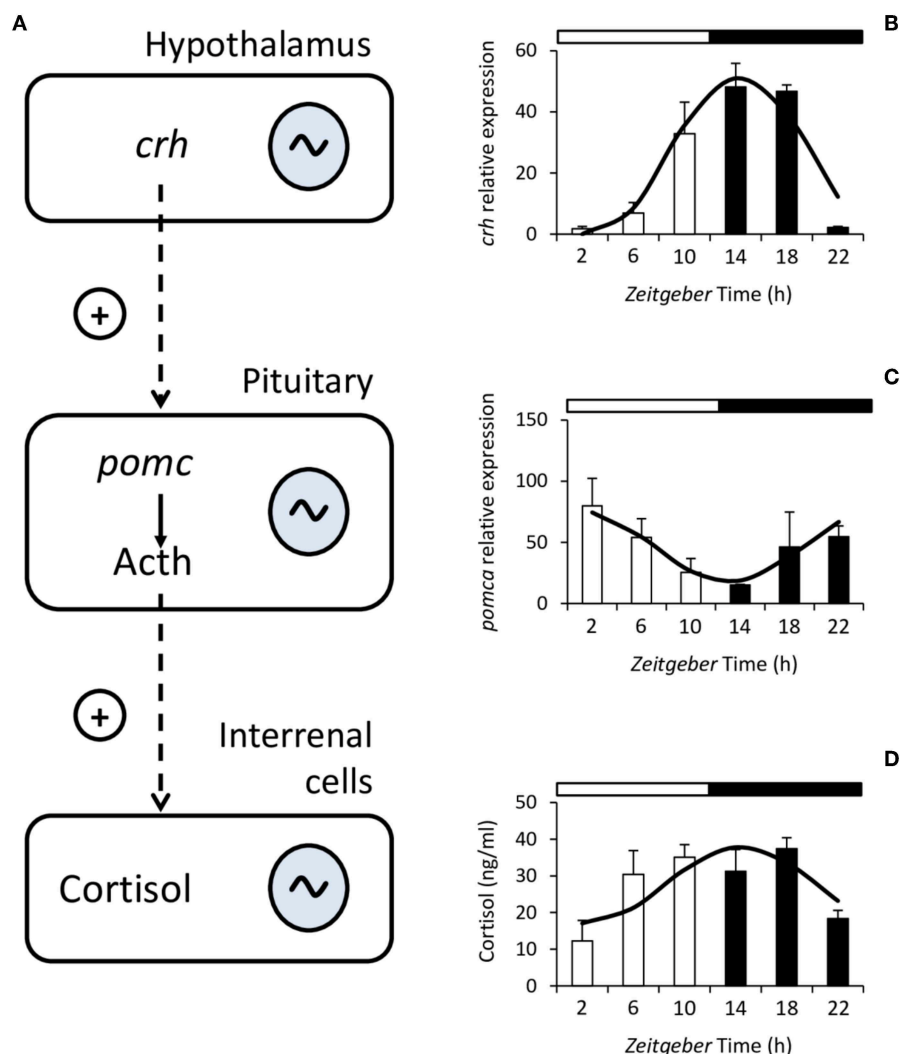 A
Hypothalamus
crh
+
Pituitary
pomc
Acth
+
Interrenal
cells
Cortisol
B
60
40
20
0
crh relative expression
2 6 10 14 18 22
Zeitgeber Time (h)
C
150
100
50
0
pomca relative expression
2 6 10 14 18 22
Zeitgeber Time (h)
D
50
40
30
20
10
0
Cortisol (ng/ml)
2 6 10 14 18 22
Zeitgeber Time (h)